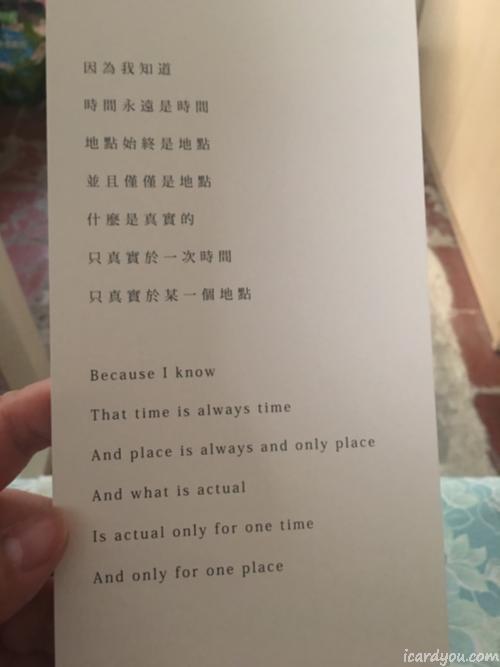 因為我知道
時間永遠是時間
地點始終是地點
並且僅僅是地點
什麼是真實的
只真實於一次時間
只真實於某一個地點
Because I know
That time is always time
And place is always and only place
And what is actual
Is actual only for one time
And only for one place
icardyou.com